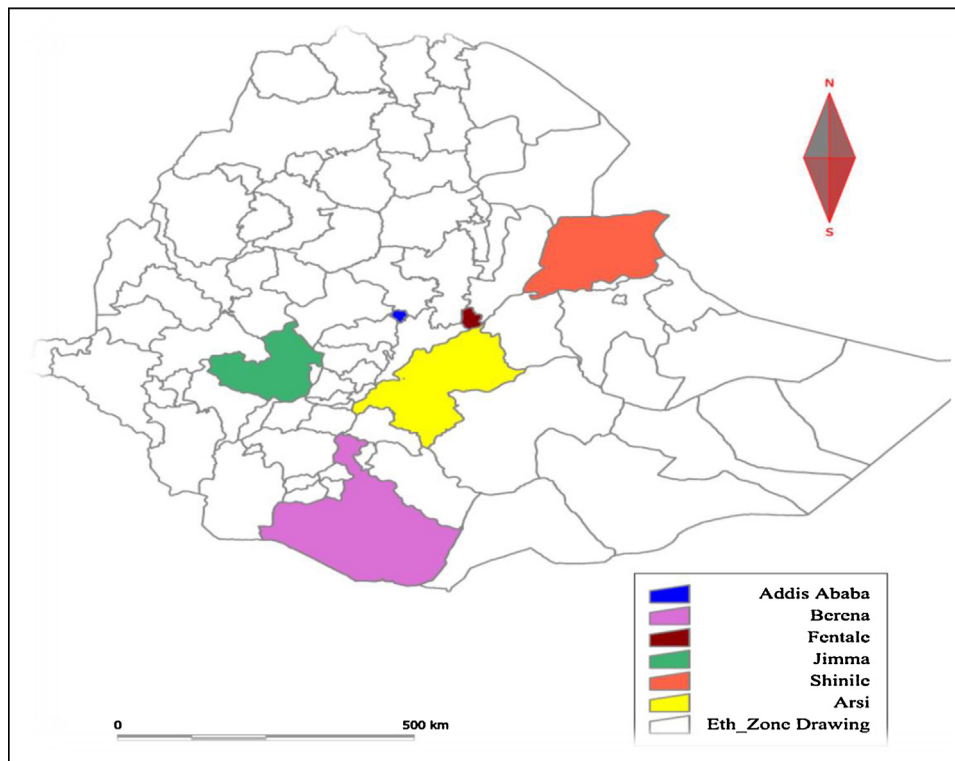 N
S
Addis Ababa
Berena
Fentale
Jimma
Shinile
Arsi
Eth_Zone Drawing
0 500 km